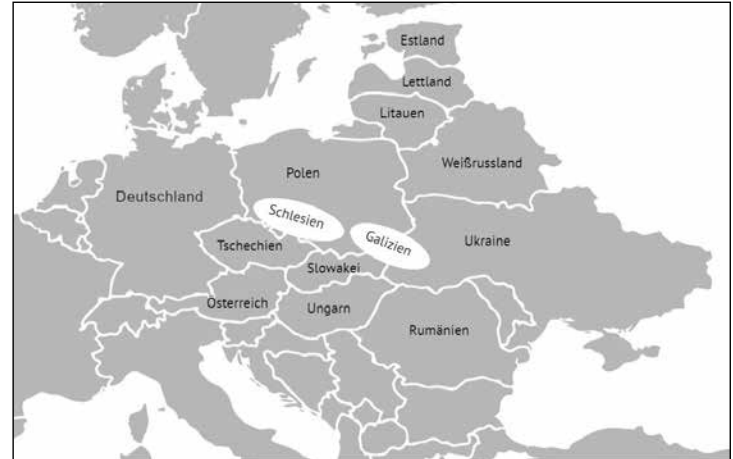 Estland
Lettland
Litauen
Weißrussland
Polen
Deutschland
Schlesien
Galizien
Ukraine
Tschechien
Slowakei
Österreich
Ungarn
Rumänien